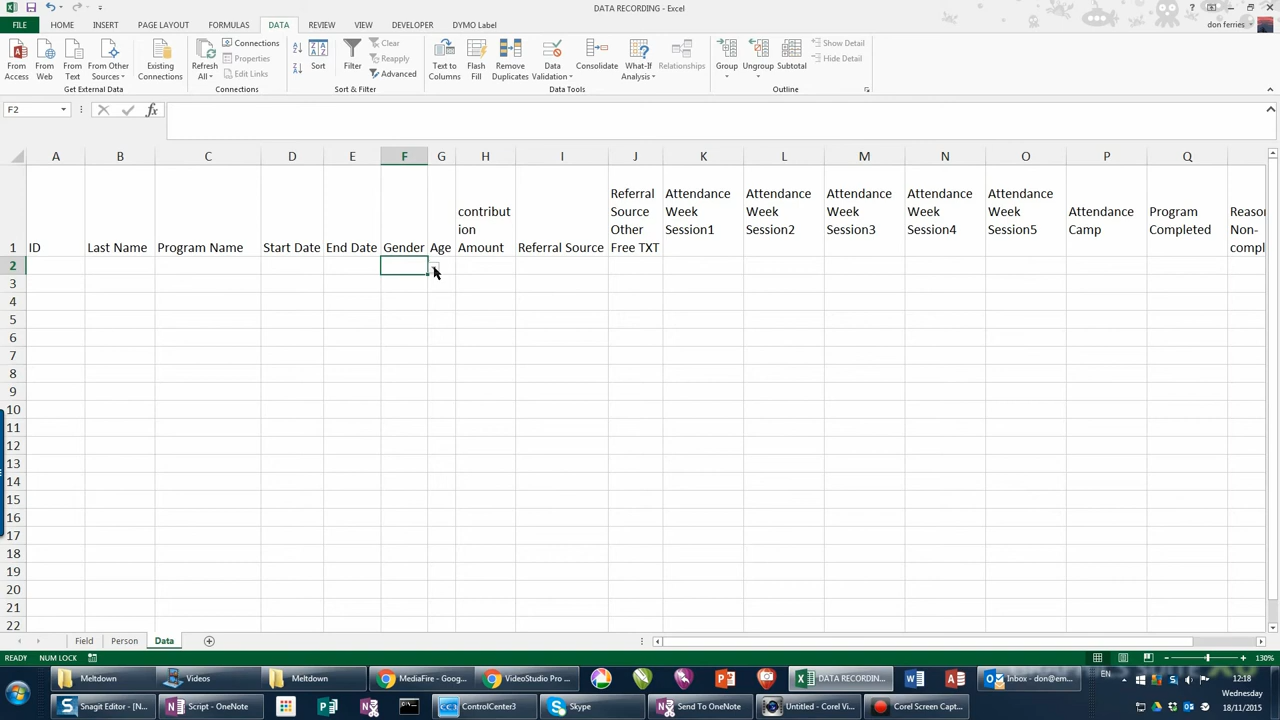 DATA RECORDING - Excel
?
FILE HOME INSERT PAGE LAYOUT FORMULAS DATA REVIEW VIEW DEVELOPER DYMO Label
don ferries
From Access
From Web
From Text
From Other Sources
Existing Connections
Refresh All
Connections
Properties
Edit Links
Sort
Filter
Clear
Reapply
Advanced
Text to Columns
Flash Fill
Remove Duplicates
Data Validation
Consolidate
What-If Analysis
Relationships
Group
Ungroup
Subtotal
Show Detail
Hide Detail
Get External Data
Connections
Sort & Filter
Data Tools
Outline
F2
fx
A B C D E F G H I J K L M N O P Q
1
ID
Last Name
Program Name
Start Date
End Date
Gender
Age
contribut
ion
Amount
Referral Source
Referral
Source
Other
Free TXT
Attendance
Week
Session1
Attendance
Week
Session2
Attendance
Week
Session3
Attendance
Week
Session4
Attendance
Week
Session5
Attendance
Camp
Program
Completed
Reason
Non-
compl
2
3
4
5
6
7
8
9
10
11
12
13
14
15
16
17
18
19
20
21
22
Field Person Data
READY NUM LOCK
130%
Meltdown
Videos
Meltdown
MediaFire - Goog...
VideoStudio Pro ...
DATA RECORDING...
Inbox - don@em...
EN
12:18
Wednesday
18/11/2015
Snagit Editor - [N...
Script - OneNote
ControlCenter3
Skype
Send To OneNote
Untitled - Corel Vi...
Corel Screen Capt...